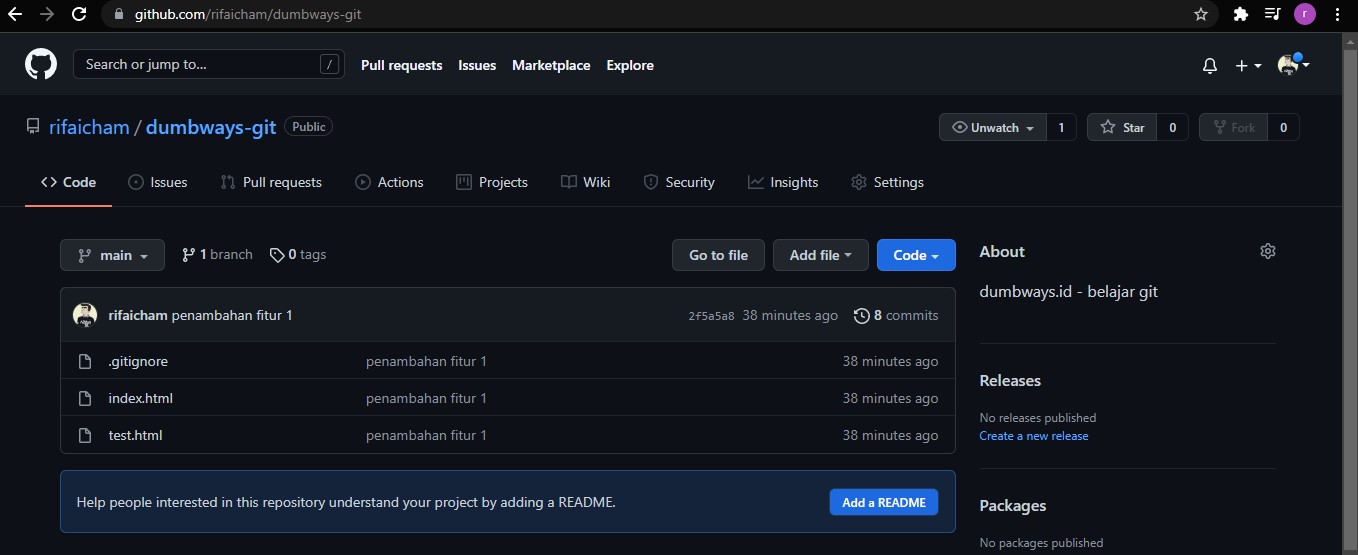 github.com/rifaicham/dumbways-git
r
Search or jump to... /
Pull requests Issues Marketplace Explore
rifaicham / dumbways-git Public
Unwatch 1 Star 0 Fork 0
Code Issues Pull requests Actions Projects Wiki Security Insights Settings
main 1 branch 0 tags Go to file Add file Code
rifaicham penambahan fitur 1 2f5a5a8 38 minutes ago 8 commits
.gitignore penambahan fitur 1 38 minutes ago
index.html penambahan fitur 1 38 minutes ago
test.html penambahan fitur 1 38 minutes ago
Help people interested in this repository understand your project by adding a README. Add a README
About
dumbways.id - belajar git
Releases
No releases published
Create a new release
Packages
No packages published